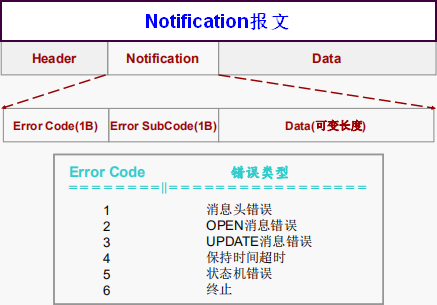 Notification报文
Header Notification Data
Error Code(1B) Error SubCode(1B) Data(可变长度)
Error Code 错误类型
========||==================
1 消息头错误
2 OPEN消息错误
3 UPDATE消息错误
4 保持时间超时
5 状态机错误
6 终止